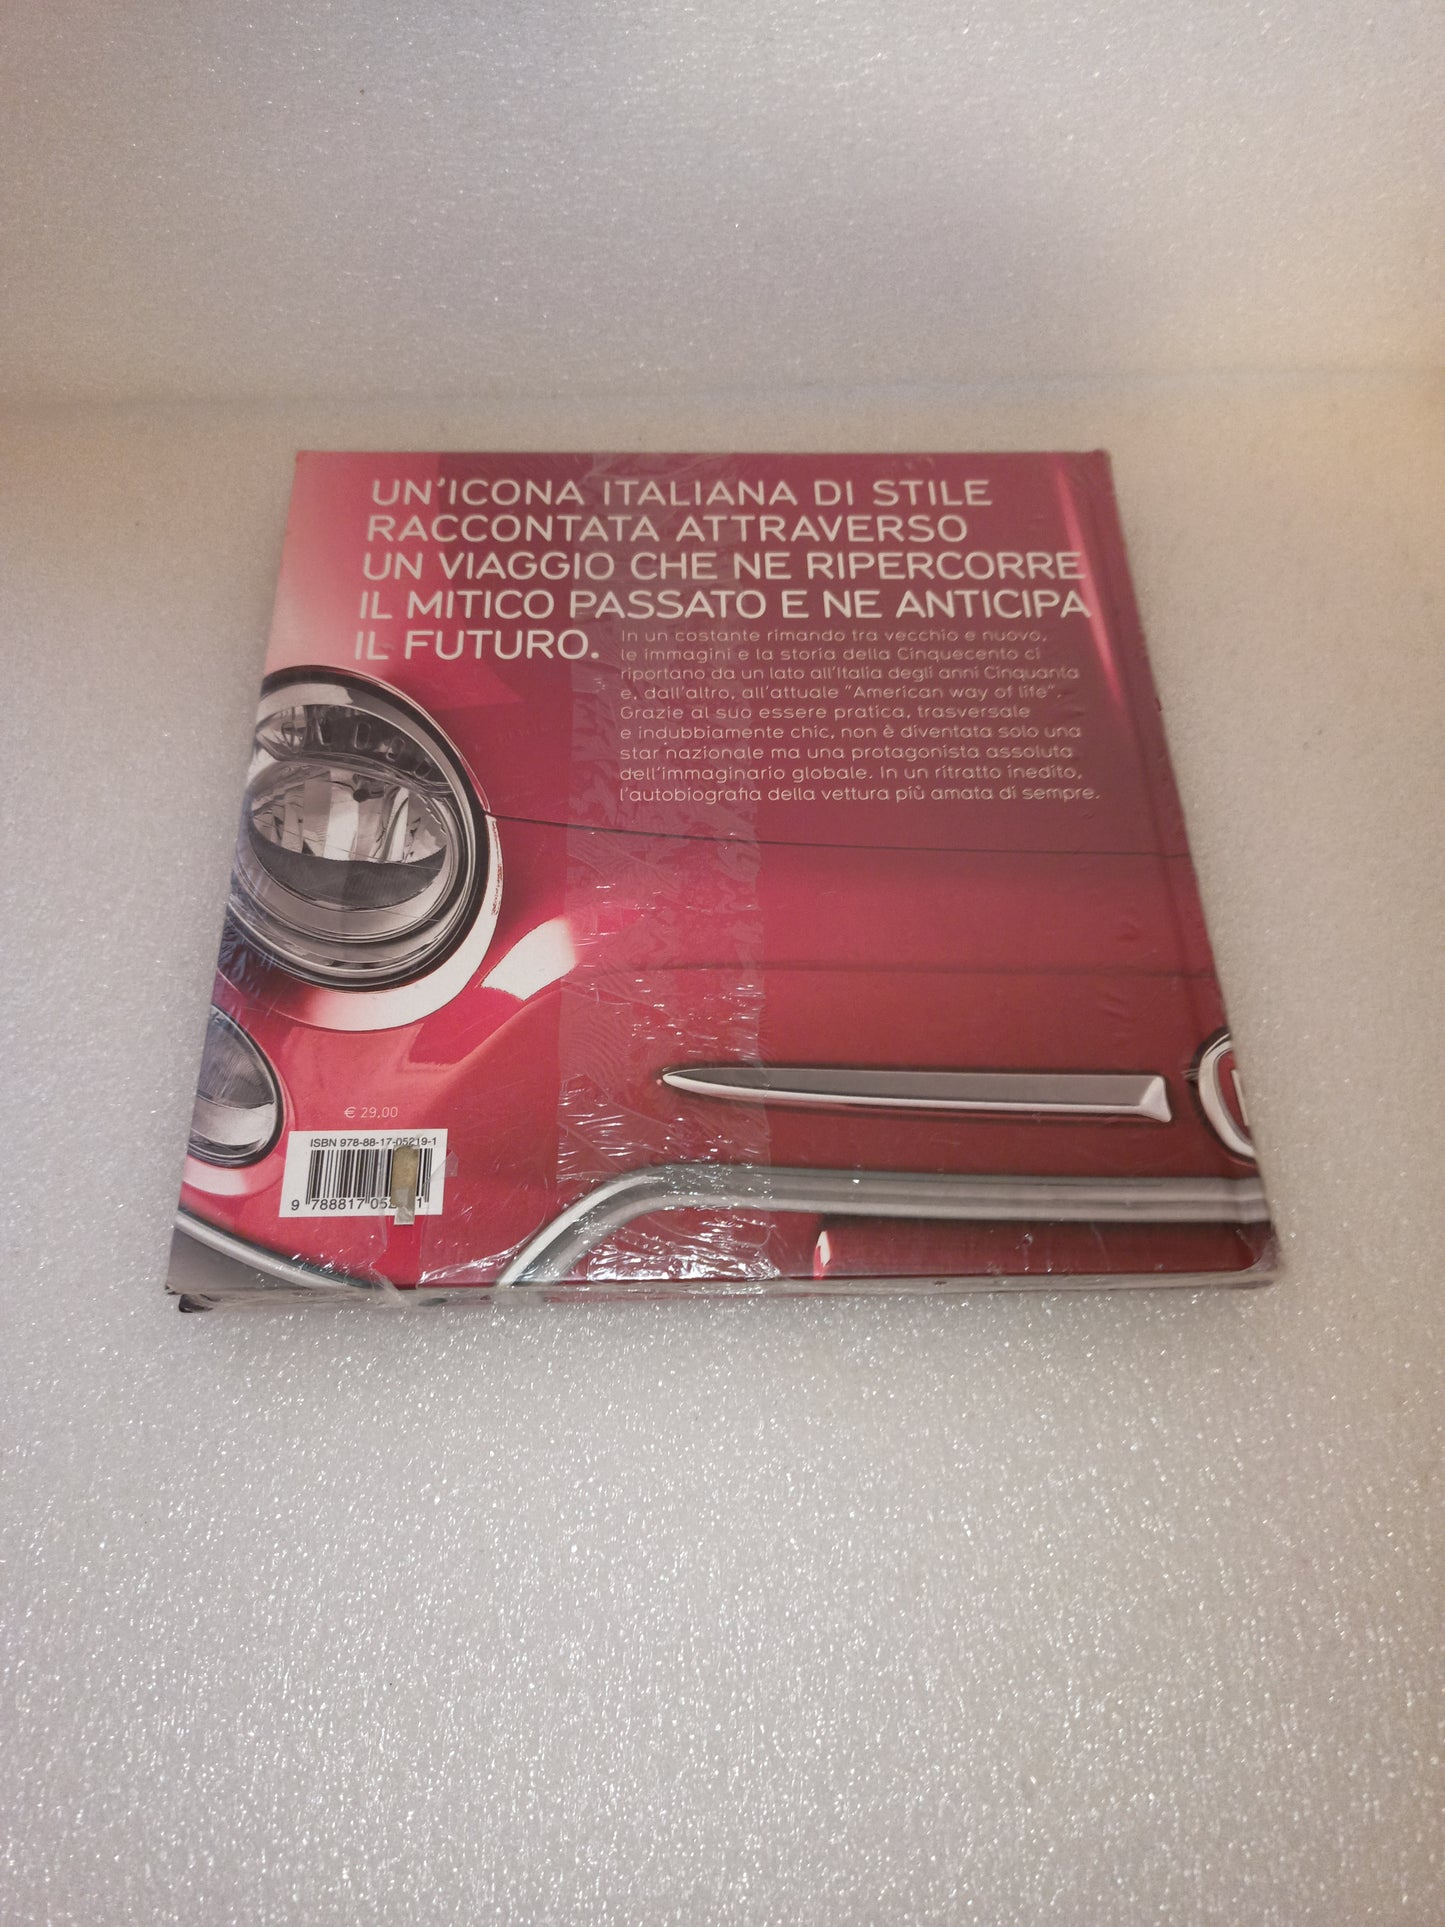 UN'ICONA ITALIANA DI STILE
RACCONTATA ATTRAVERSO
UN VIAGGIO CHE NE RIPERCORRE
IL MITICO PASSATO E NE ANTICIPA
IL FUTURO.
In un costante rimando tra vecchio e nuovo,
le immagini e la storia della Cinquecento ci
riportano da un lato all'Italia degli anni Cinquanta
e, dall'altro, all'attuale "American way of life".
Grazie al suo essere pratica, trasversale
e indubbiamente chic, non è diventata solo una
star nazionale ma una protagonista assoluta
dell'immaginario globale. In un ritratto inedito,
l'autobiografia della vettura più amata di sempre.
€ 29,00
ISBN 978-88-17-05219-1
9 788817 052 1